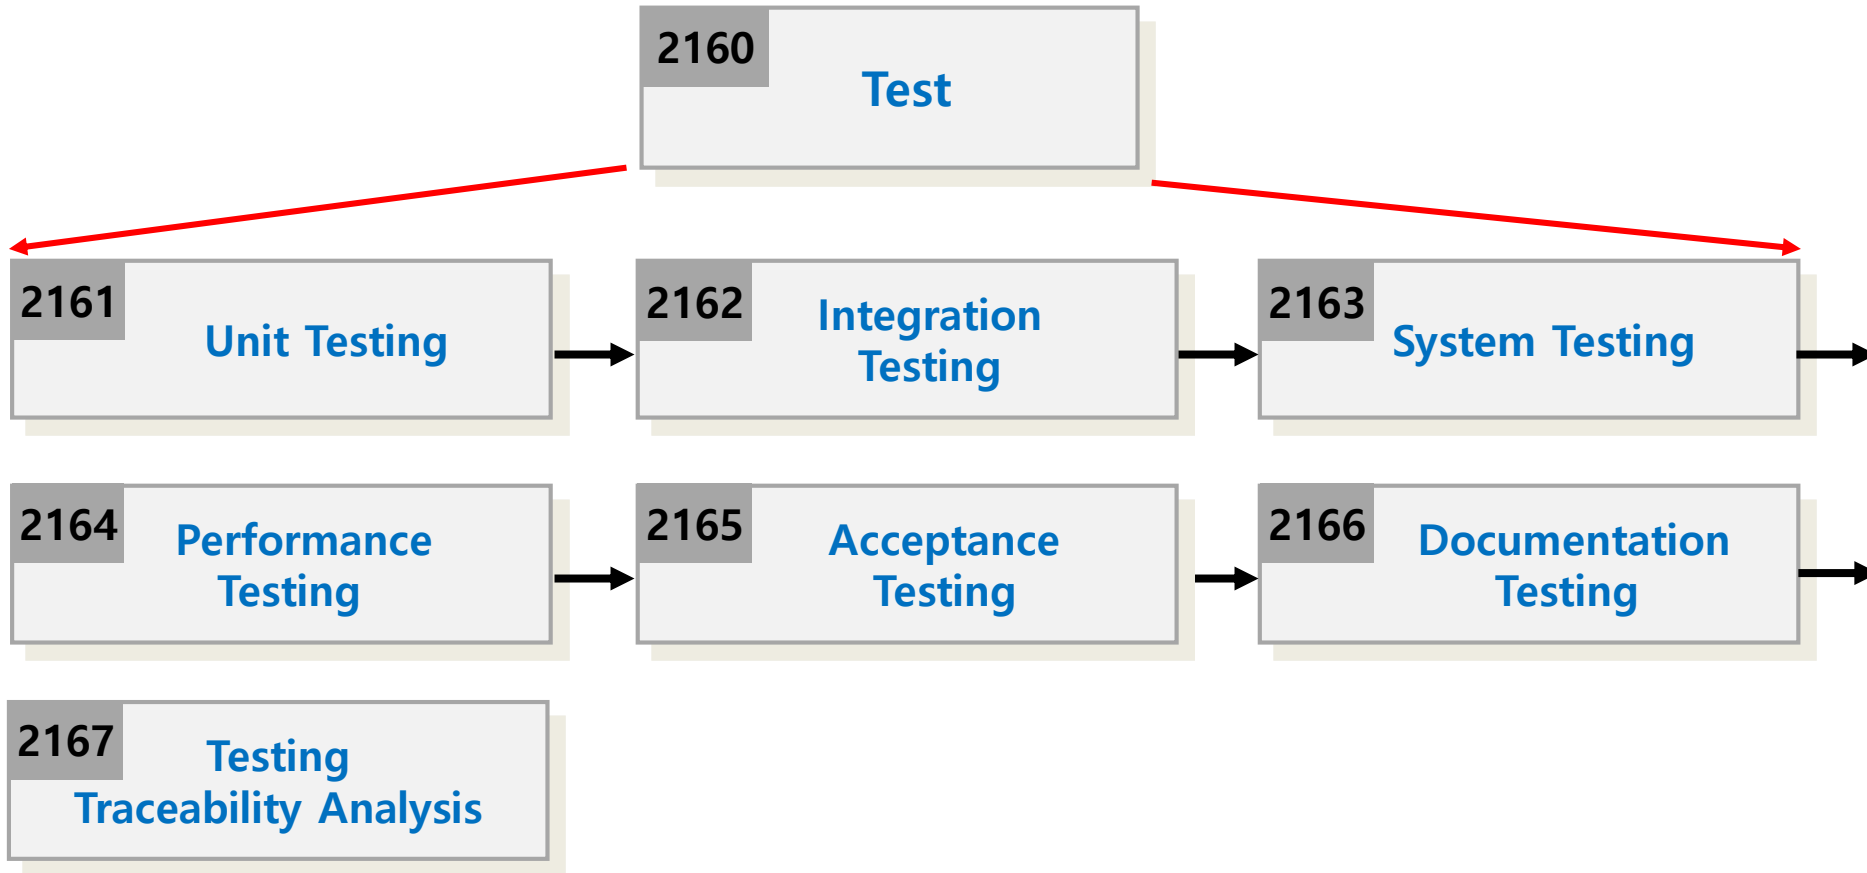 2160
Test
2161
Unit Testing
2162
Integration
Testing
2163
System Testing
2164
Performance
Testing
2165
Acceptance
Testing
2166
Documentation
Testing
2167
Testing
Traceability Analysis